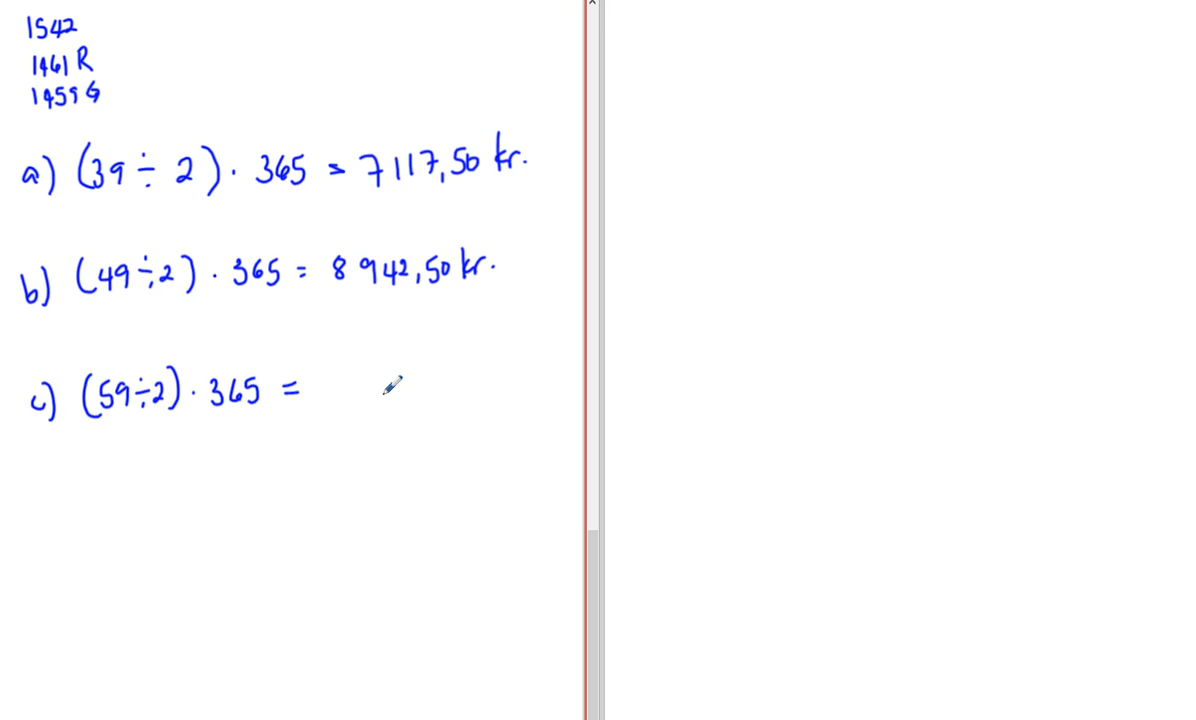 1542
1461 R
1459 G
a) (39 ÷ 2) · 365 = 7117,50 kr.
b) (49÷2) · 365 = 8 942,50 kr.
c) (59÷2) · 365 =